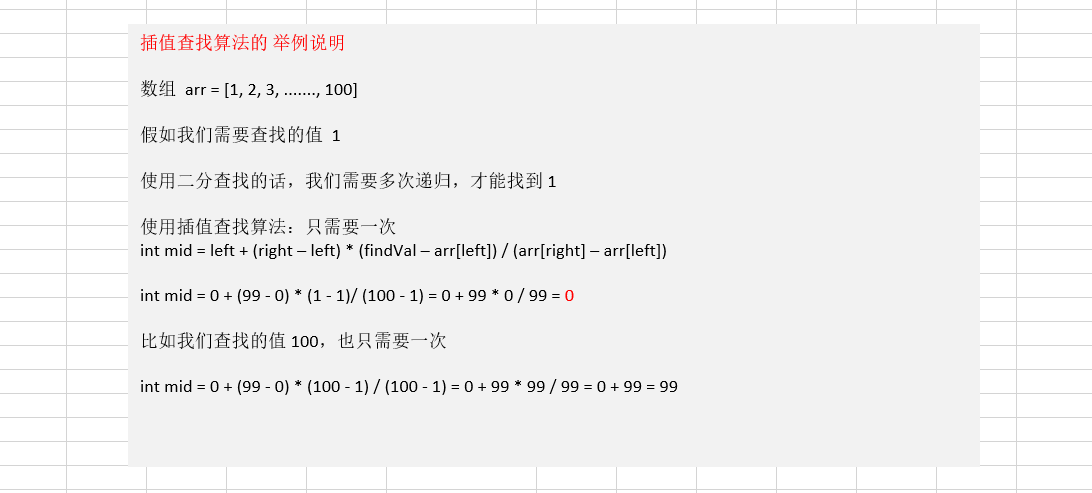 插值查找算法的 举例说明
数组  arr = [1, 2, 3, ......., 100]
假如我们需要查找的值  1
使用二分查找的话，我们需要多次递归，才能找到 1
使用插值查找算法：只需要一次
int mid = left + (right – left) * (findVal – arr[left]) / (arr[right] – arr[left])
int mid = 0 + (99 - 0) * (1 - 1)/ (100 - 1) = 0 + 99 * 0 / 99 = 0
比如我们查找的值 100，也只需要一次
int mid = 0 + (99 - 0) * (100 - 1) / (100 - 1) = 0 + 99 * 99 / 99 = 0 + 99 = 99